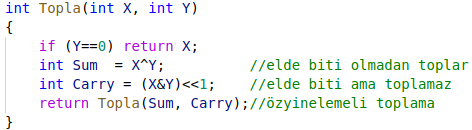 int Topla(int X, int Y)
{
    if (Y==0) return X;
    int Sum  = X^Y;          //elde biti olmadan toplar
    int Carry = (X&Y)<<1;    //elde biti ama toplamaz
    return Topla(Sum, Carry);//özyinelemeli toplama
}